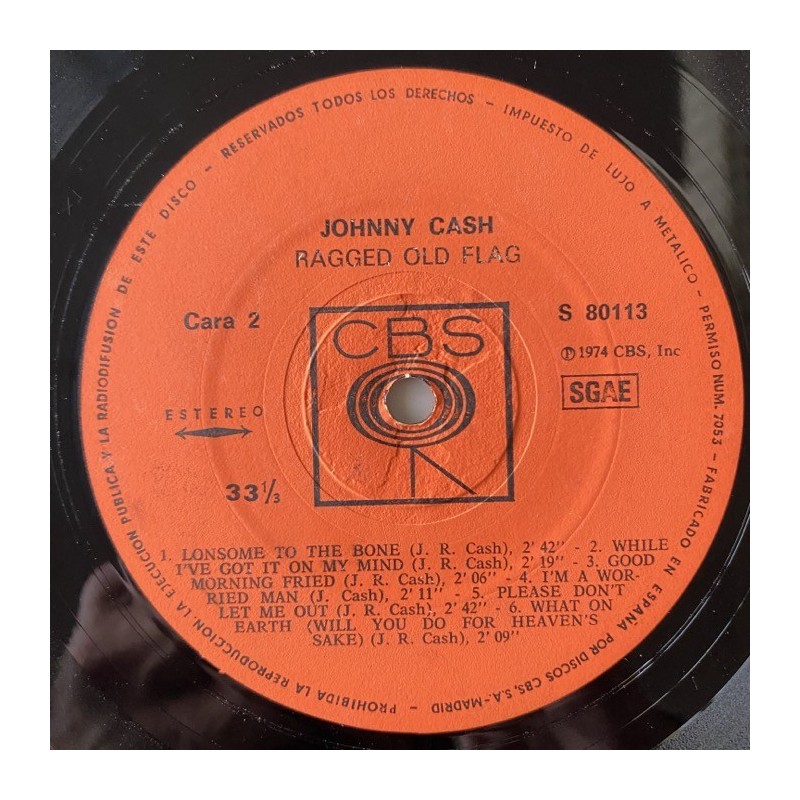 PROHIBIDA LA REPRODUCCION LA EJECUCION PUBLICA Y LA RADIODIFUSION DE ESTE DISCO - RESERVADOS TODOS LOS DERECHOS - IMPUESTO DE LUJO A METALICO - PERMISO NUM. 7053 - FABRICADO EN ESPAÑA POR DISCOS CBS, S.A.-MADRID
JOHNNY CASH
RAGGED OLD FLAG
Cara 2
S 80113
CBS
Ⓟ 1974 CBS, Inc
SGAE
ESTEREO
33⅓
1. LONSOME TO THE BONE (J. R. Cash), 2' 42" - 2. WHILE
I'VE GOT IT ON MY MIND (J. R. Cash), 2' 19" - 3. GOOD
MORNING FRIED (J. R. Cash), 2' 06" - 4. I'M A WOR-
RIED MAN (J. Cash), 2' 11" - 5. PLEASE DON'T
LET ME OUT (J. R. Cash), 2' 42" - 6. WHAT ON
EARTH (WILL YOU DO FOR HEAVEN'S
SAKE) (J. R. Cash), 2' 09"